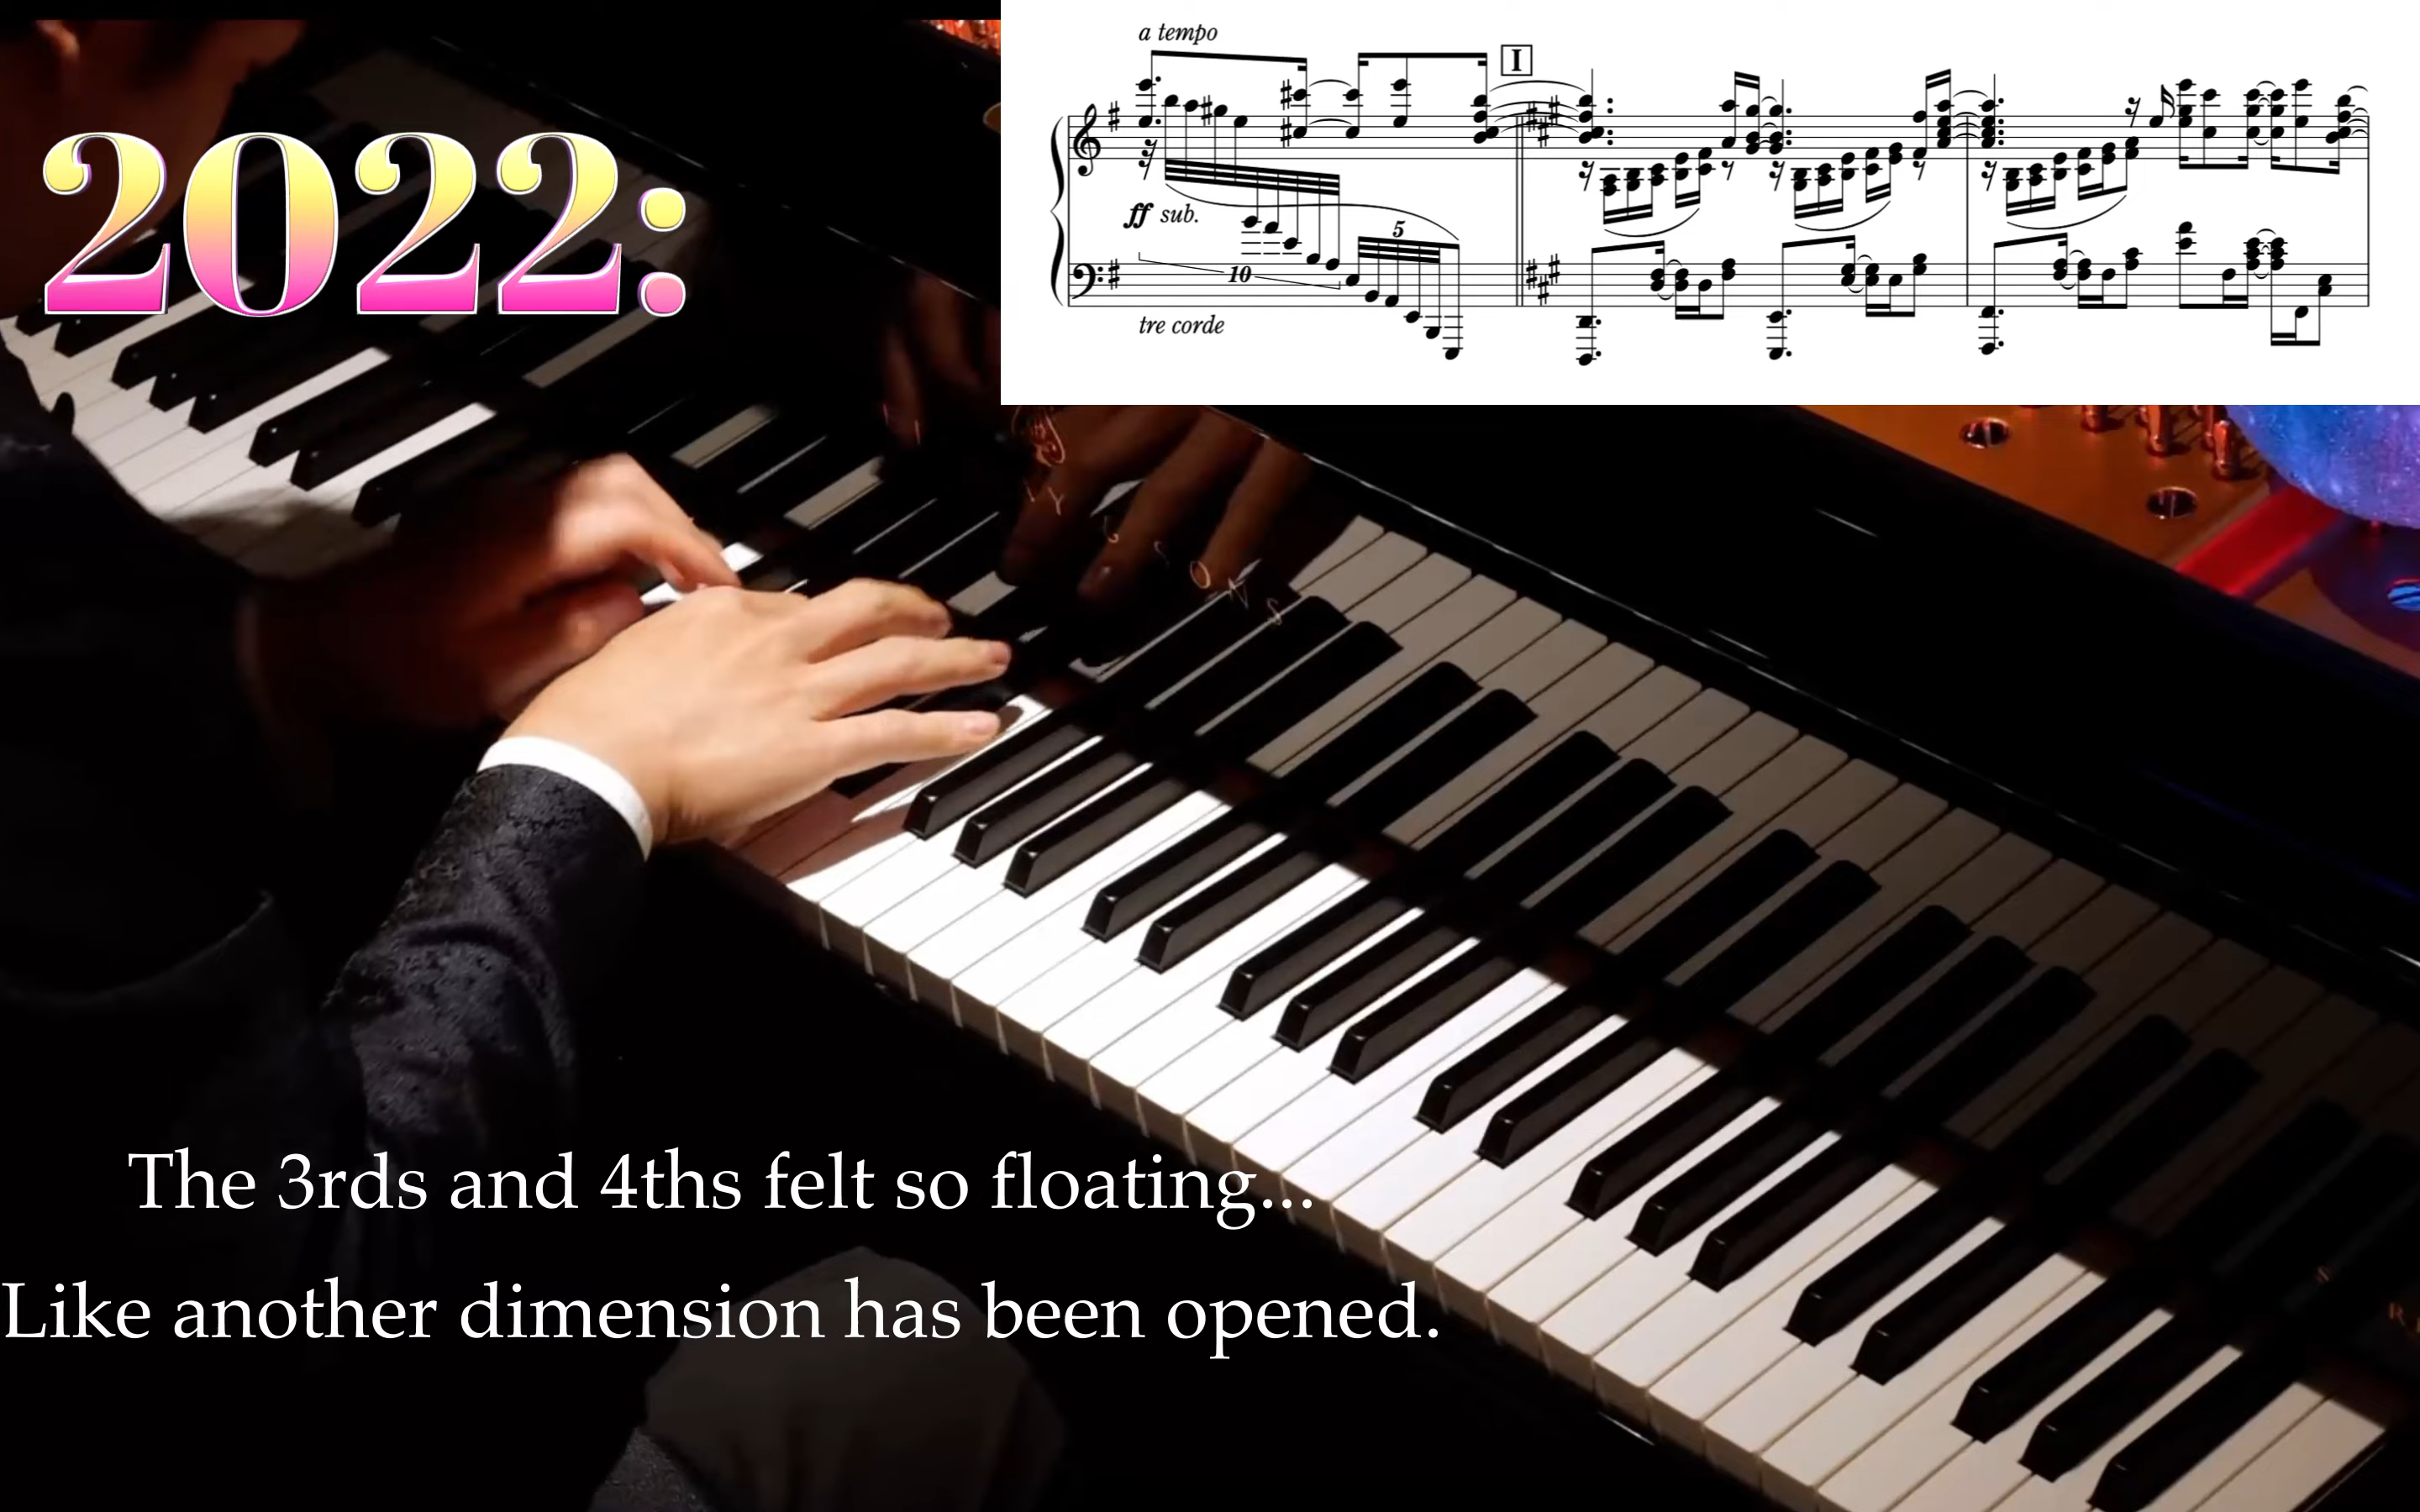 2022:
a tempo
I
ff sub.
5
10
tre corde
The 3rds and 4ths felt so floating...
Like another dimension has been opened.